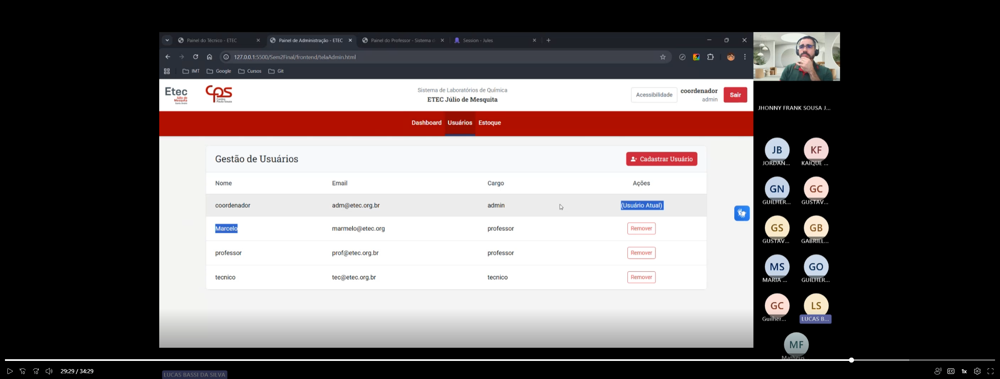 Painel do Técnico - ETEC
Painel de Administração - ETEC
Painel do Professor - Sistema d
Session - Jules
127.0.0.1:5500/Sem2Final/frontend/telaAdmin.html
IMT Google Cursos Git
Etec
Júlio de
Mesquita
Santo André
CPS
Centro
Paula Souza
Sistema de Laboratórios de Química
ETEC Júlio de Mesquita
Acessibilidade
coordenador
admin
Sair
Dashboard Usuários Estoque
Gestão de Usuários
Cadastrar Usuário
Nome Email Cargo Ações
coordenador adm@etec.org.br admin (Usuário Atual)
Marcelo marmelo@etec.org professor Remover
professor prof@etec.org.br professor Remover
tecnico tec@etec.org.br tecnico Remover
JHONNY FRANK SOUSA J...
JB KF
JORDAN... KAIQUE ...
GN GC
GUILHER... GUSTAV...
GS GB
GUSTAV... GABRIEL...
MS GO
MARIA ... GUILHER...
GC LS
Guilher... LUCAS B...
MF
Matheus...
10 10 29:29 / 34:29
CC 1x
LUCAS BASSI DA SILVA